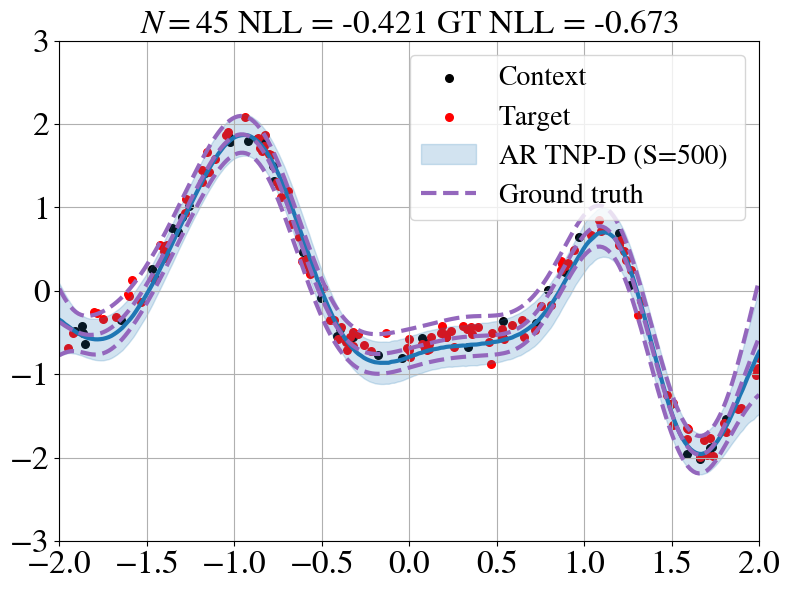 N = 45 NLL = -0.421 GT NLL = -0.673
Context
Target
AR TNP-D (S=500)
Ground truth
3
2
1
0
−1
−2
−3
−2.0 −1.5 −1.0 −0.5 0.0 0.5 1.0 1.5 2.0